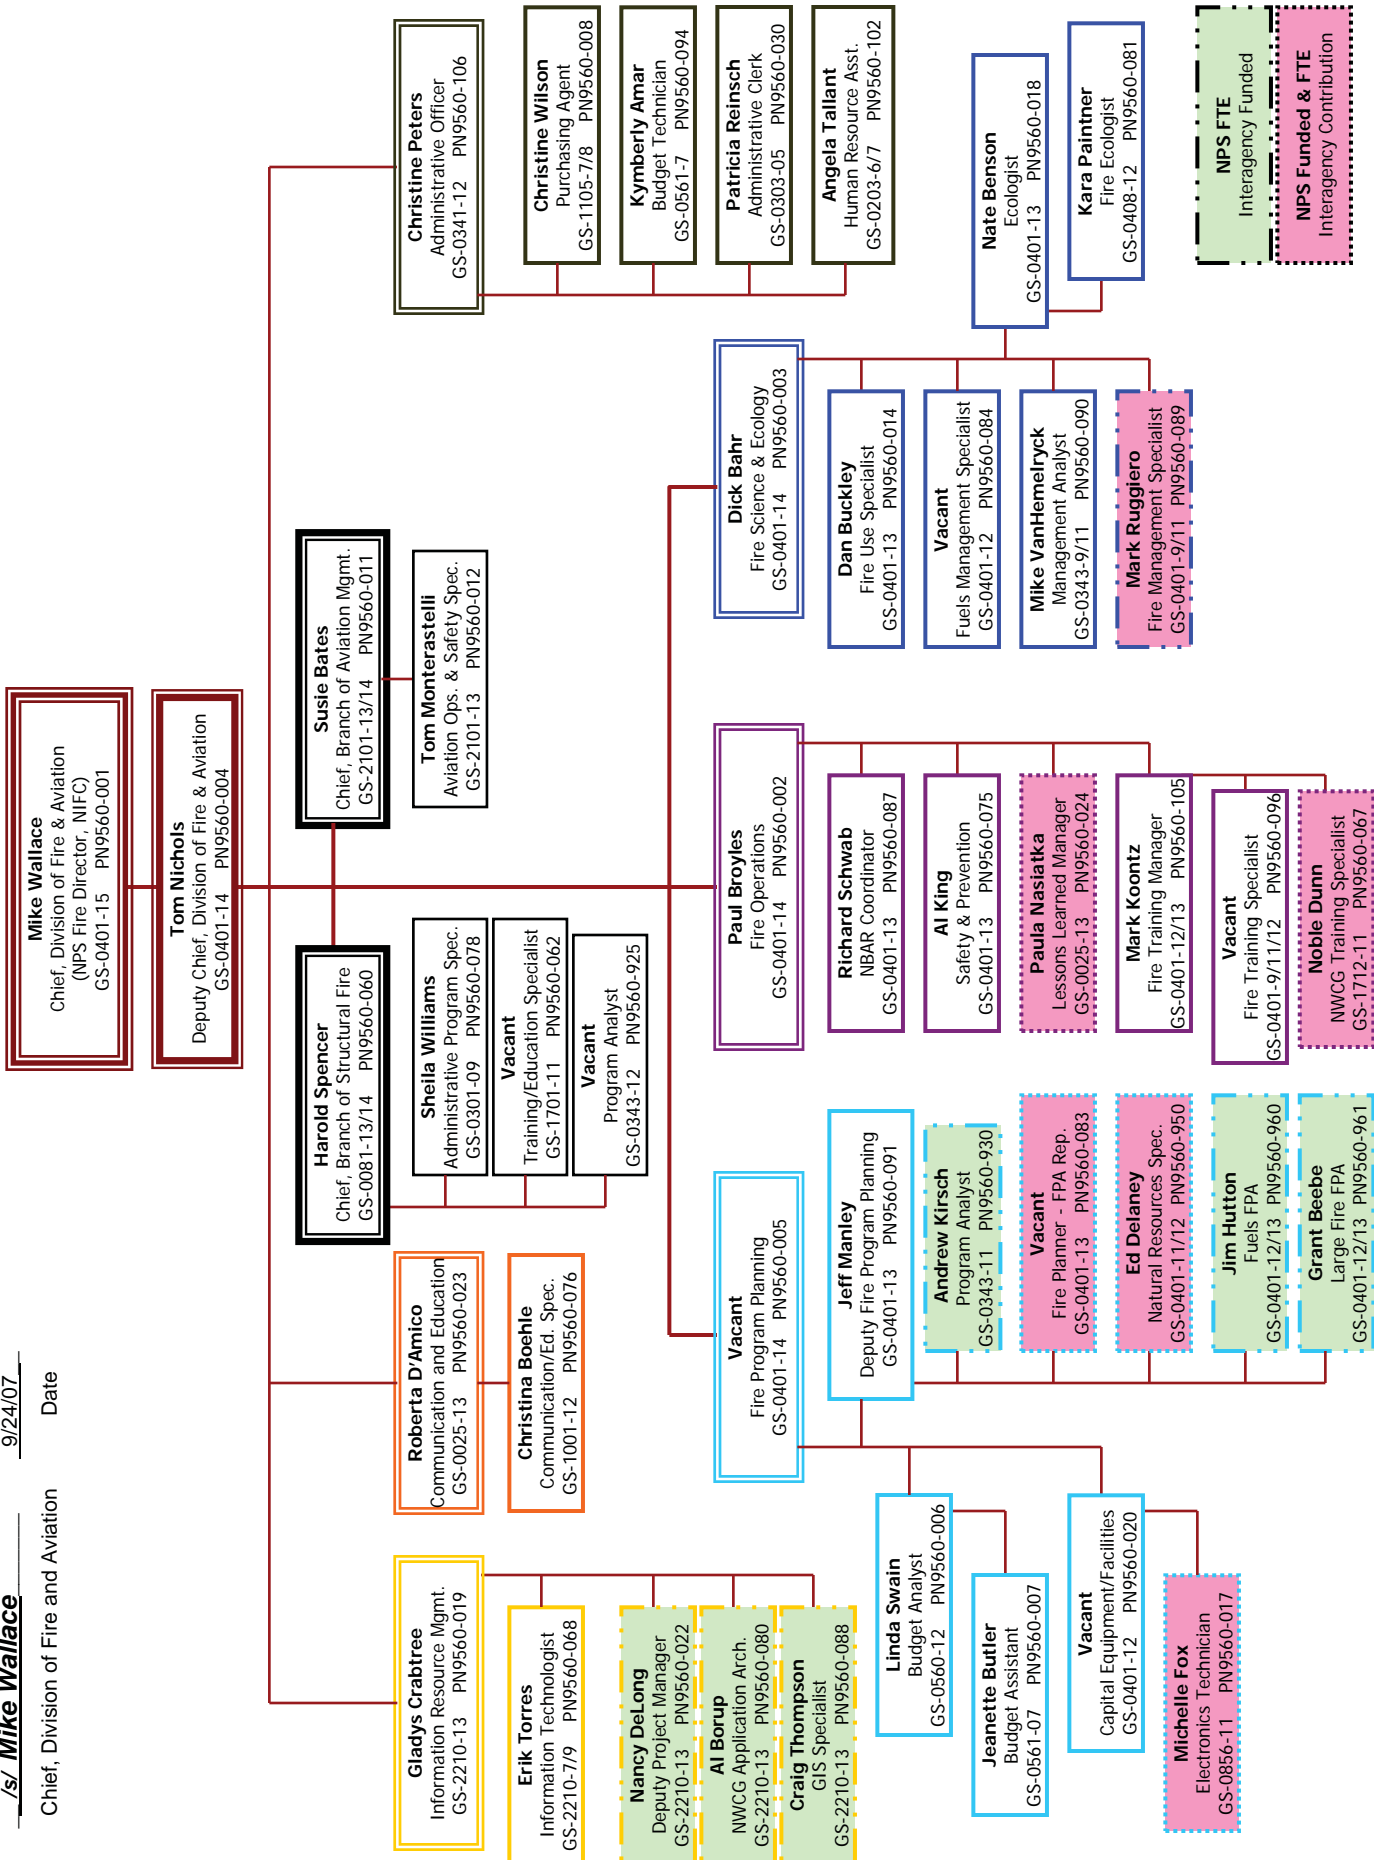 /s/ Mike Wallace
9/24/07
Chief, Division of Fire and Aviation
Date
Mike Wallace
Chief, Division of Fire & Aviation
(NPS Fire Director, NIFC)
GS-0401-15 PN9560-001
Tom Nichols
Deputy Chief, Division of Fire & Aviation
GS-0401-14 PN9560-004
Harold Spencer
Chief, Branch of Structural Fire
GS-0081-13/14 PN9560-060
Sheila Williams
Administrative Program Spec.
GS-0301-09 PN9560-078
Vacant
Training/Education Specialist
GS-1701-11 PN9560-062
Vacant
Program Analyst
GS-0343-12 PN9560-925
Susie Bates
Chief, Branch of Aviation Mgmt.
GS-2101-13/14 PN9560-011
Tom Monterastelli
Aviation Ops. & Safety Spec.
GS-2101-13 PN9560-012
Gladys Crabtree
Information Resource Mgmt.
GS-2210-13 PN9560-019
Erik Torres
Information Technologist
GS-2210-7/9 PN9560-068
Nancy DeLong
Deputy Project Manager
GS-2210-13 PN9560-022
Al Borup
NWCG Application Arch.
GS-2210-13 PN9560-080
Craig Thompson
GIS Specialist
GS-2210-13 PN9560-088
Roberta D'Amico
Communication and Education
GS-0025-13 PN9560-023
Christina Boehle
Communication/Ed. Spec.
GS-1001-12 PN9560-076
Christine Peters
Administrative Officer
GS-0341-12 PN9560-106
Christine Wilson
Purchasing Agent
GS-1105-7/8 PN9560-008
Kymberly Amar
Budget Technician
GS-0561-7 PN9560-094
Patricia Reinsch
Administrative Clerk
GS-0303-05 PN9560-030
Angela Tallant
Human Resource Asst.
GS-0203-6/7 PN9560-102
Vacant
Fire Program Planning
GS-0401-14 PN9560-005
Jeff Manley
Deputy Fire Program Planning
GS-0401-13 PN9560-091
Andrew Kirsch
Program Analyst
GS-0343-11 PN9560-930
Vacant
Fire Planner - FPA Rep.
GS-0401-13 PN9560-083
Ed Delaney
Natural Resources Spec.
GS-0401-11/12 PN9560-950
Jim Hutton
Fuels FPA
GS-0401-12/13 PN9560-960
Grant Beebe
Large Fire FPA
GS-0401-12/13 PN9560-961
Linda Swain
Budget Analyst
GS-0560-12 PN9560-006
Jeanette Butler
Budget Assistant
GS-0561-07 PN9560-007
Vacant
Capital Equipment/Facilities
GS-0401-12 PN9560-020
Michelle Fox
Electronics Technician
GS-0856-11 PN9560-017
Paul Broyles
Fire Operations
GS-0401-14 PN9560-002
Richard Schwab
NBAR Coordinator
GS-0401-13 PN9560-087
Al King
Safety & Prevention
GS-0401-13 PN9560-075
Paula Nasiatka
Lessons Learned Manager
GS-0025-13 PN9560-024
Mark Koontz
Fire Training Manager
GS-0401-12/13 PN9560-105
Vacant
Fire Training Specialist
GS-0401-9/11/12 PN9560-096
Noble Dunn
NWCG Training Specialist
GS-1712-11 PN9560-067
Dick Bahr
Fire Science & Ecology
GS-0401-14 PN9560-003
Dan Buckley
Fire Use Specialist
GS-0401-13 PN9560-014
Vacant
Fuels Management Specialist
GS-0401-12 PN9560-084
Mike VanHemelryck
Management Analyst
GS-0343-9/11 PN9560-090
Mark Ruggiero
Fire Management Specialist
GS-0401-9/11 PN9560-089
Nate Benson
Ecologist
GS-0401-13 PN9560-018
Kara Paintner
Fire Ecologist
GS-0408-12 PN9560-081
NPS FTE
Interagency Funded
NPS Funded & FTE
Interagency Contribution